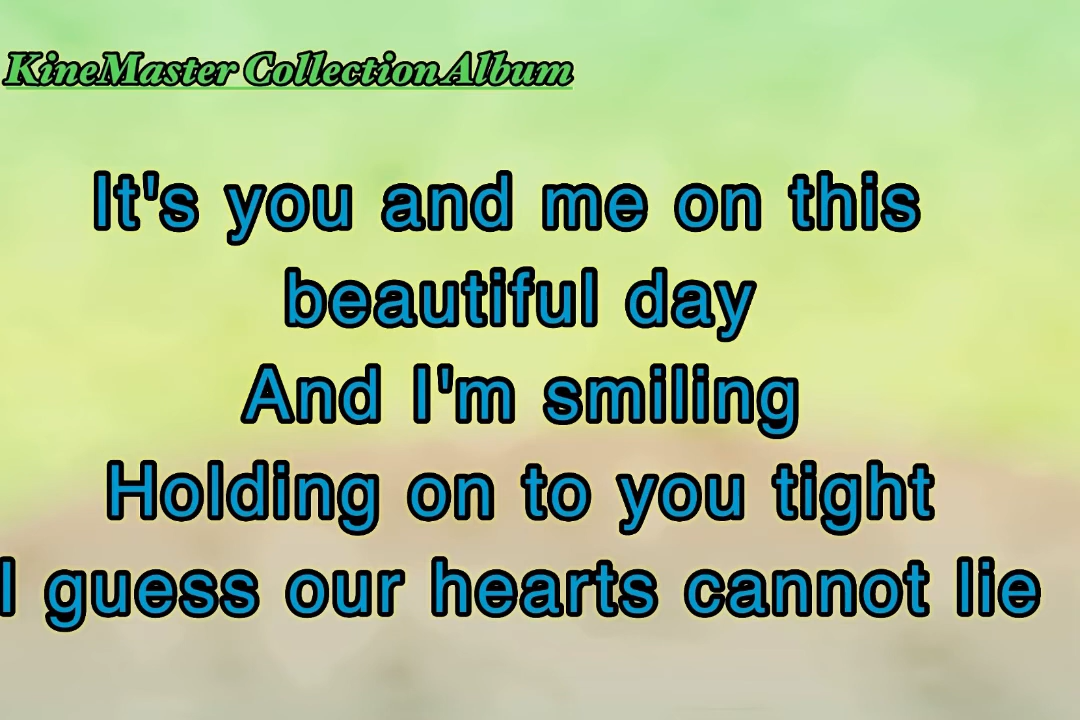 KineMaster Collection Album
It's you and me on this
beautiful day
And I'm smiling
Holding on to you tight
I guess our hearts cannot lie